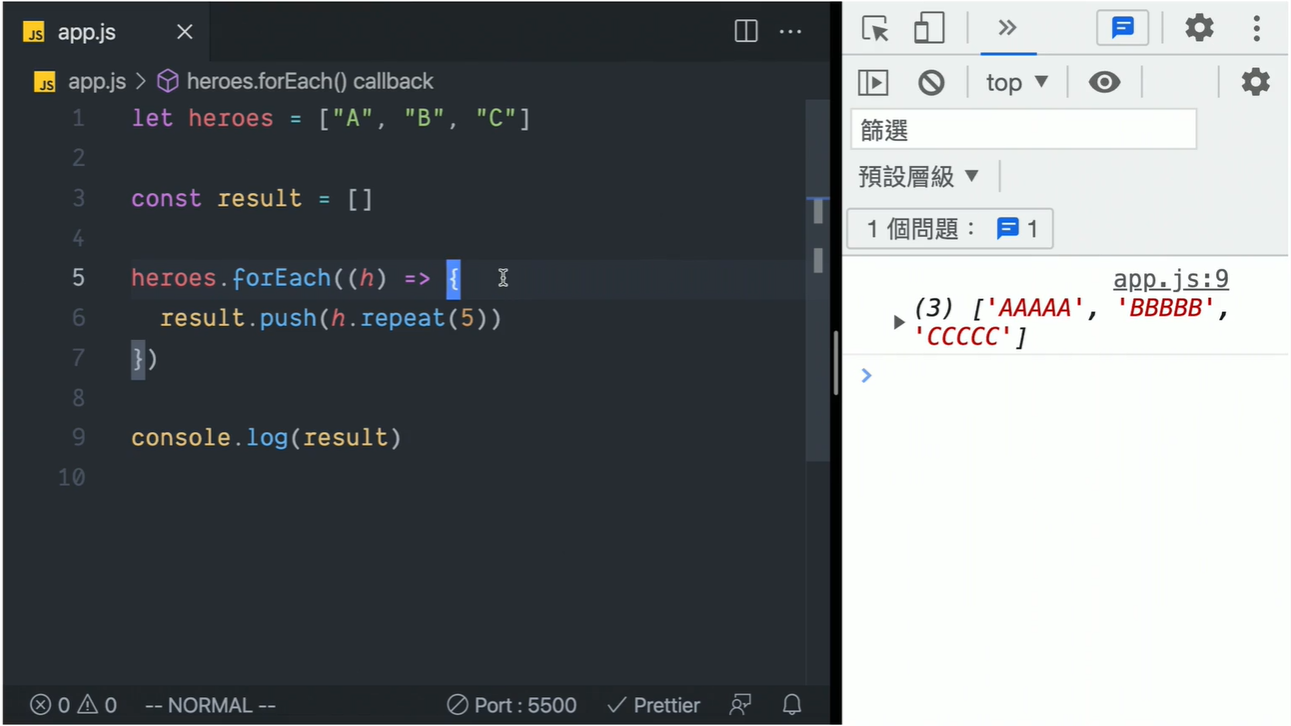 JS app.js
JS app.js > heroes.forEach() callback
1 let heroes = ["A", "B", "C"]
2
3 const result = []
4
5 heroes.forEach((h) => {
6   result.push(h.repeat(5))
7 })
8
9 console.log(result)
10
0 0 -- NORMAL -- Port : 5500 Prettier
top
篩選
預設層級
1 個問題： 1
app.js:9
(3) ['AAAAA', 'BBBBB',
'CCCCC']